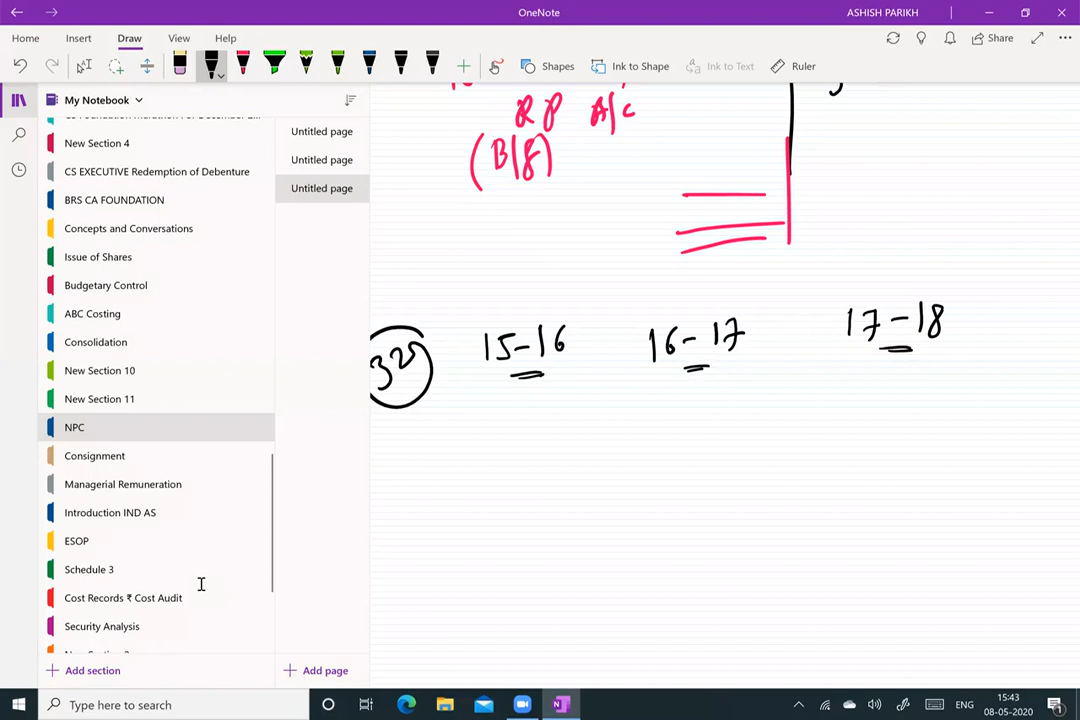 OneNote
ASHISH PARIKH
Home Insert Draw View Help
Share
Shapes Ink to Shape Ink to Text Ruler
My Notebook
New Section 4
CS EXECUTIVE Redemption of Debenture
BRS CA FOUNDATION
Concepts and Conversations
Issue of Shares
Budgetary Control
ABC Costing
Consolidation
New Section 10
New Section 11
NPC
Consignment
Managerial Remuneration
Introduction IND AS
ESOP
Schedule 3
Cost Records ₹ Cost Audit
Security Analysis
Add section
Untitled page
Untitled page
Untitled page
Add page
A/c
(B/f)
15-16 16-17 17-18
Type here to search
ENG
15:43
08-05-2020